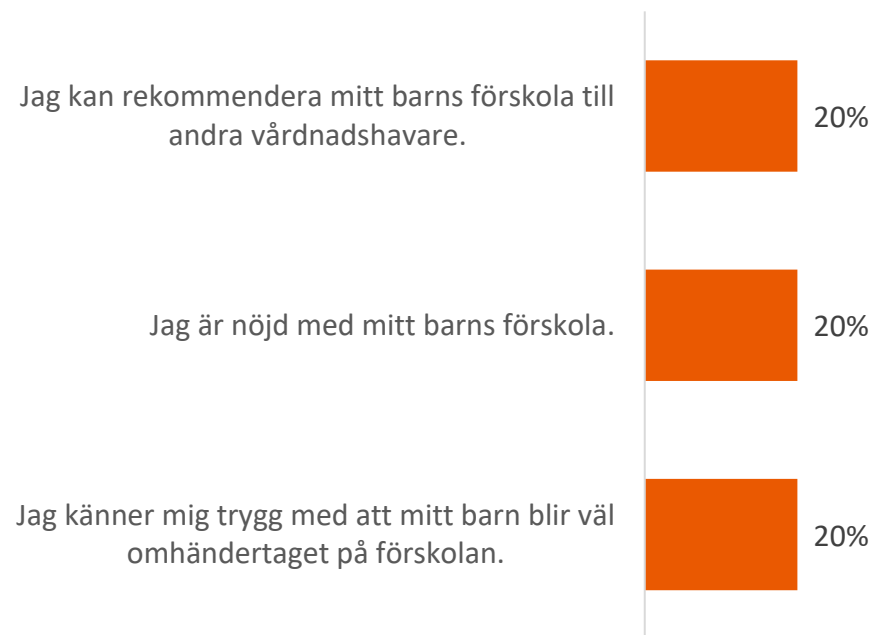 Jag kan rekommendera mitt barns förskola till
andra vårdnadshavare.
20%
Jag är nöjd med mitt barns förskola.
20%
Jag känner mig trygg med att mitt barn blir väl
omhändertaget på förskolan.
20%